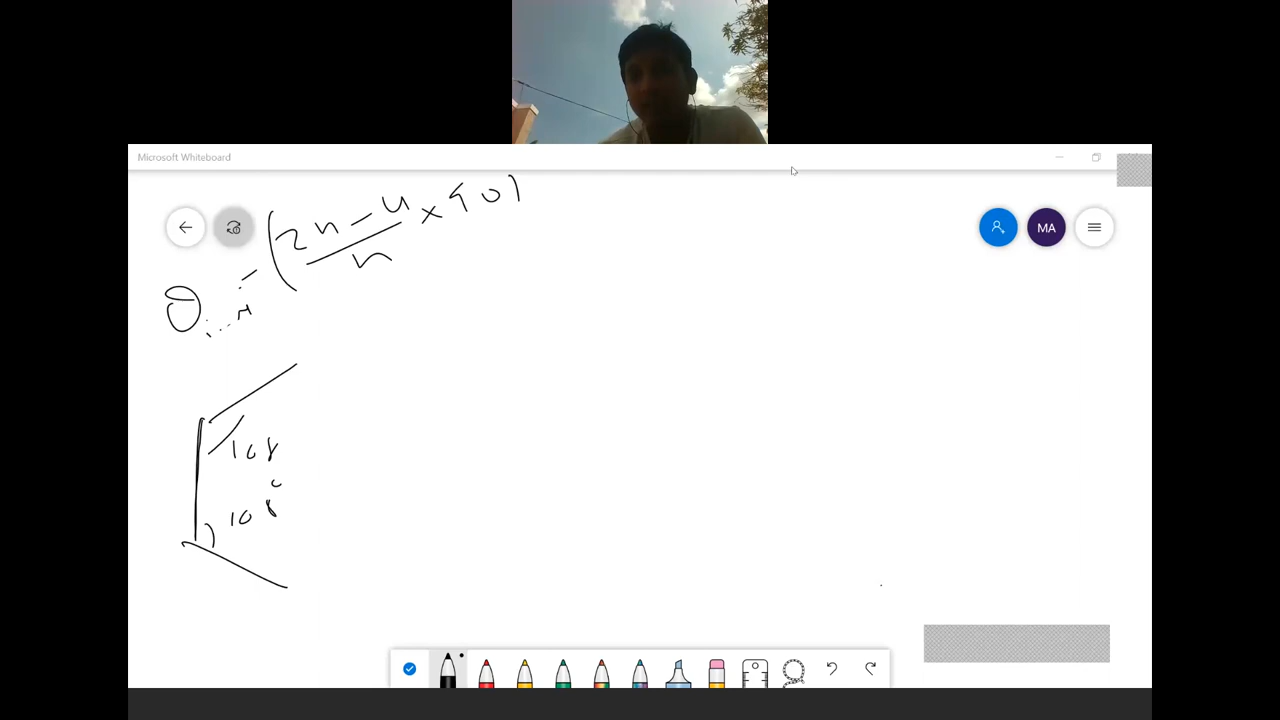 Microsoft Whiteboard
MA
(2n-4/n × 90)
θ
=
108
108